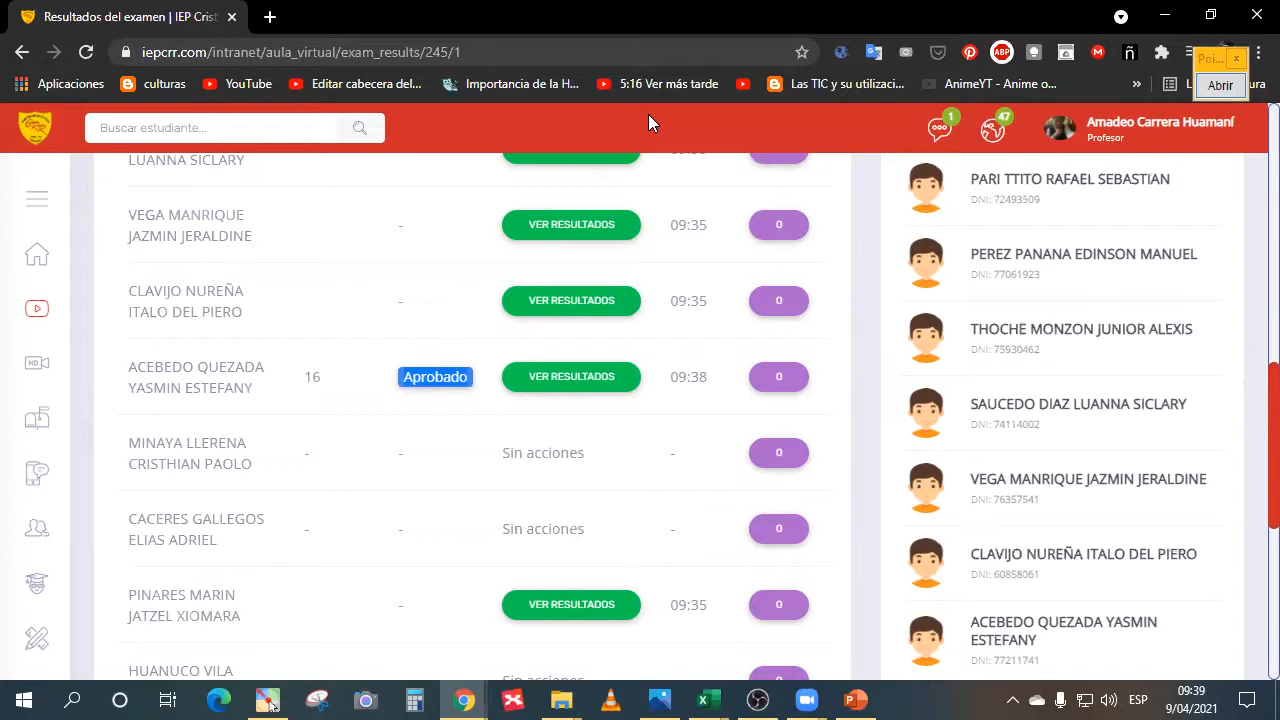 Resultados del examen | IEP Crist
iepcrr.com/intranet/aula_virtual/exam_results/245/1
Poi...
Abrir
Aplicaciones
culturas
YouTube
Editar cabecera del...
Importancia de la H...
5:16 Ver más tarde
Las TIC y su utilizaci...
AnimeYT - Anime o...
»
Buscar estudiante...
1
47
Amadeo Carrera Huamaní
Profesor
LUANNA SICLARY
VEGA MANRIQUE
JAZMIN JERALDINE
-
VER RESULTADOS
09:35
0
CLAVIJO NUREÑA
ITALO DEL PIERO
-
VER RESULTADOS
09:35
0
ACEBEDO QUEZADA
YASMIN ESTEFANY
16
Aprobado
VER RESULTADOS
09:38
0
MINAYA LLERENA
CRISTHIAN PAOLO
-
-
Sin acciones
-
0
CACERES GALLEGOS
ELIAS ADRIEL
-
-
Sin acciones
-
0
PINARES MARIN
JATZEL XIOMARA
-
VER RESULTADOS
09:35
0
HUANUCO VILA
PARI TTITO RAFAEL SEBASTIAN
DNI: 72493509
PEREZ PANANA EDINSON MANUEL
DNI: 77061923
THOCHE MONZON JUNIOR ALEXIS
DNI: 75930462
SAUCEDO DIAZ LUANNA SICLARY
DNI: 74114002
VEGA MANRIQUE JAZMIN JERALDINE
DNI: 76357541
CLAVIJO NUREÑA ITALO DEL PIERO
DNI: 60858061
ACEBEDO QUEZADA YASMIN
ESTEFANY
DNI: 77211741
ESP
09:39
9/04/2021